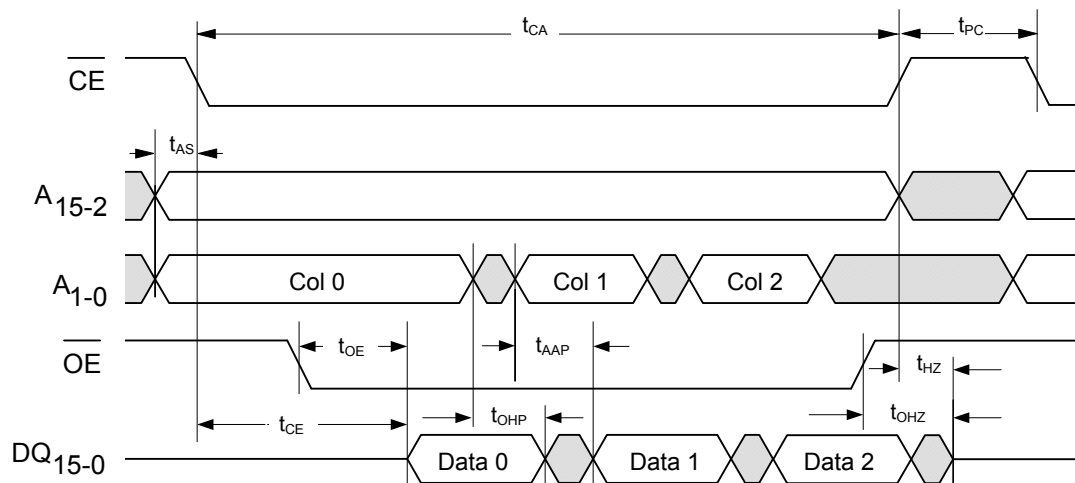 tCA
tPC
CE
tAS
A15-2
A1-0
Col 0
Col 1
Col 2
OE
tOE
tAAP
tHZ
tCE
tOHP
tOHZ
DQ15-0
Data 0
Data 1
Data 2